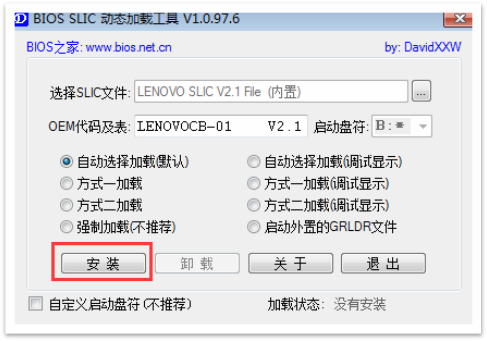 BIOS SLIC 动态加载工具 V1.0.97.6
BIOS之家: www.bios.net.cn by: DavidXXW
选择SLIC文件: LENOVO SLIC V2.1 File (内置) ...
OEM代码及表: LENOVOCB-01 V2.1 启动盘符: B:*
自动选择加载(默认) 自动选择加载(调试显示)
方式一加载 方式一加载(调试显示)
方式二加载 方式二加载(调试显示)
强制加载(不推荐) 启动外置的GRLDR文件
安 装 卸 载 关 于 退 出
自定义启动盘符(不推荐) 加载状态: 没有安装